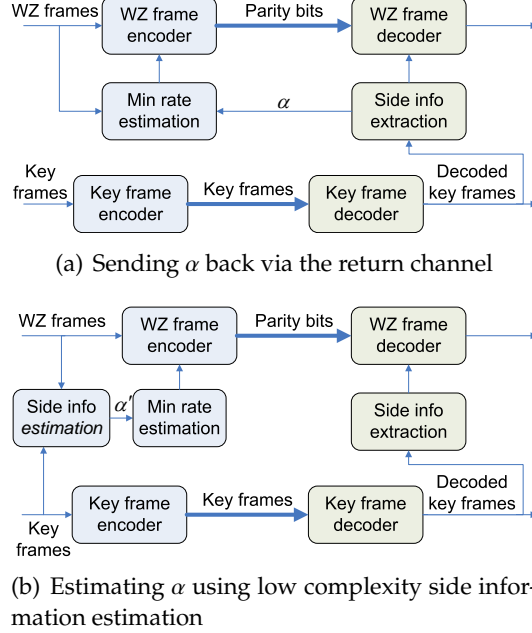 WZ frames
WZ frame
encoder
Parity bits
WZ frame
decoder
Min rate
estimation
α
Side info
extraction
Key
frames
Key frame
encoder
Key frames
Key frame
decoder
Decoded
key frames
(a) Sending α back via the return channel
WZ frames
WZ frame
encoder
Parity bits
WZ frame
decoder
Side info
estimation
α′
Min rate
estimation
Side info
extraction
Key
frames
Key frame
encoder
Key frames
Key frame
decoder
Decoded
key frames
(b) Estimating α using low complexity side infor-
mation estimation